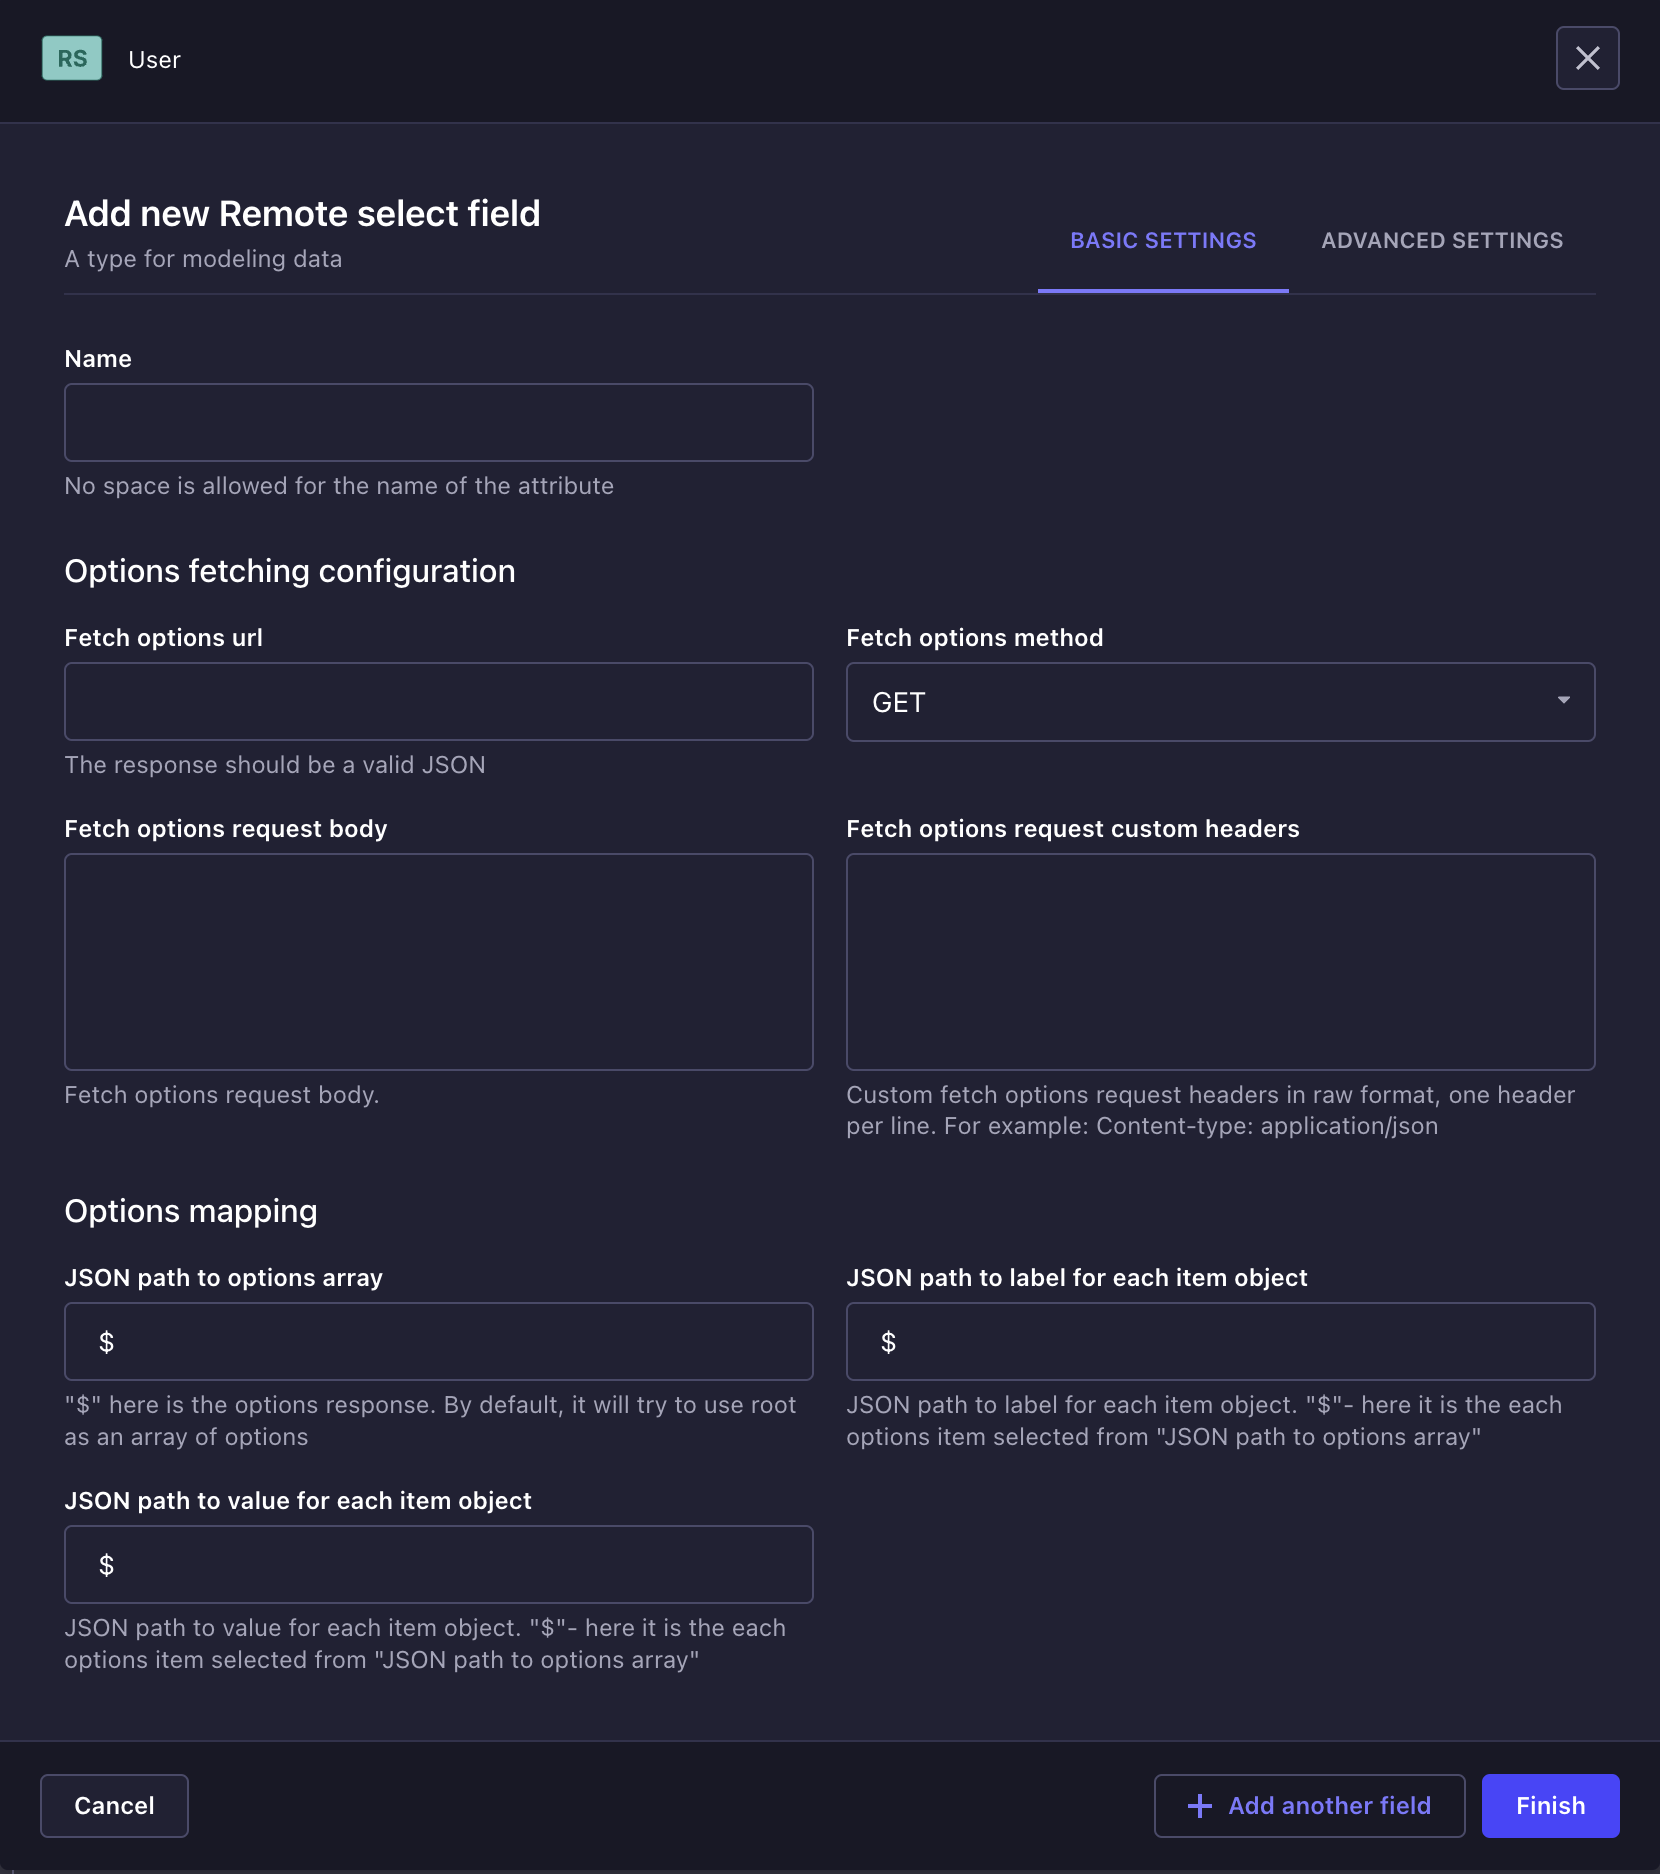 RS User
Add new Remote select field
A type for modeling data
BASIC SETTINGS ADVANCED SETTINGS
Name
No space is allowed for the name of the attribute
Options fetching configuration
Fetch options url
The response should be a valid JSON
Fetch options method
GET
Fetch options request body
Fetch options request body.
Fetch options request custom headers
Custom fetch options request headers in raw format, one header
per line. For example: Content-type: application/json
Options mapping
JSON path to options array
$
"$" here is the options response. By default, it will try to use root
as an array of options
JSON path to label for each item object
$
JSON path to label for each item object. "$"- here it is the each
options item selected from "JSON path to options array"
JSON path to value for each item object
$
JSON path to value for each item object. "$"- here it is the each
options item selected from "JSON path to options array"
Cancel
Add another field
Finish